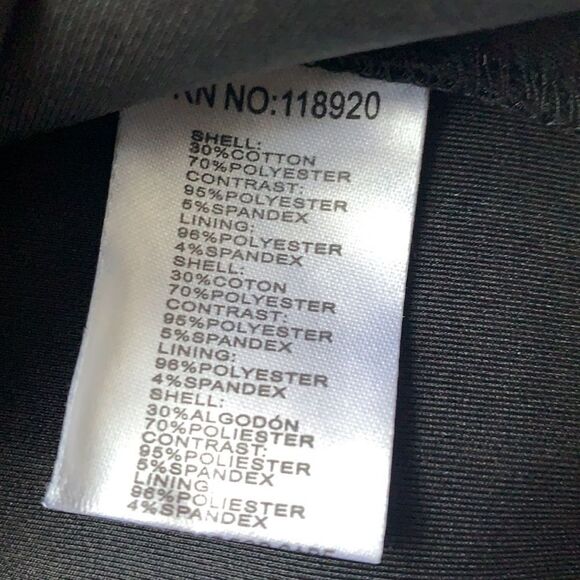 RN NO:118920
SHELL:
30%COTTON
70%POLYESTER
CONTRAST:
95%POLYESTER
5%SPANDEX
LINING:
96%POLYESTER
4%SPANDEX
SHELL:
30%COTON
70%POLYESTER
CONTRAST:
95%POLYESTER
5%SPANDEX
LINING:
96%POLYESTER
4%SPANDEX
SHELL:
30%ALGODÓN
70%POLIESTER
CONTRAST:
95%POLIESTER
5%SPANDEX
LINING:
96%POLIESTER
4%SPANDEX